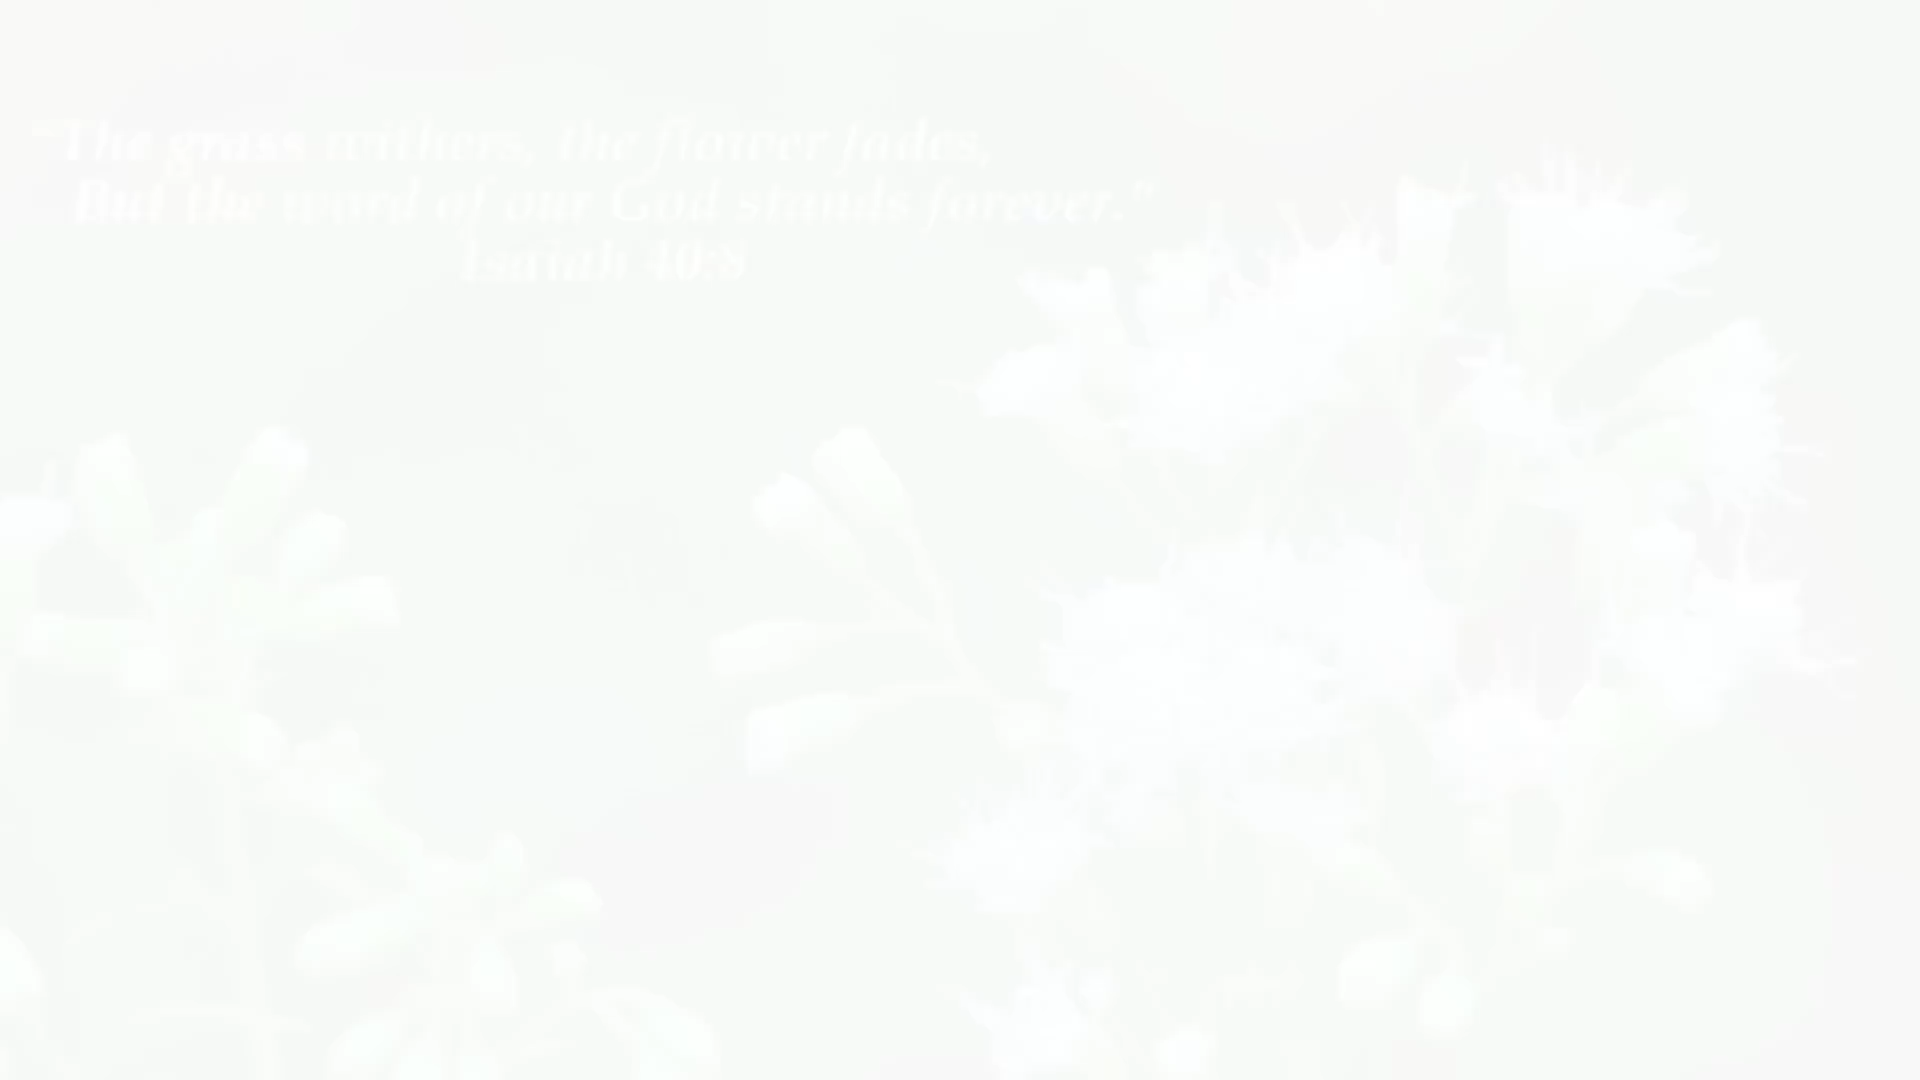 "The grass withers, the flower fades,
But the word of our God stands forever."
Isaiah 40:8